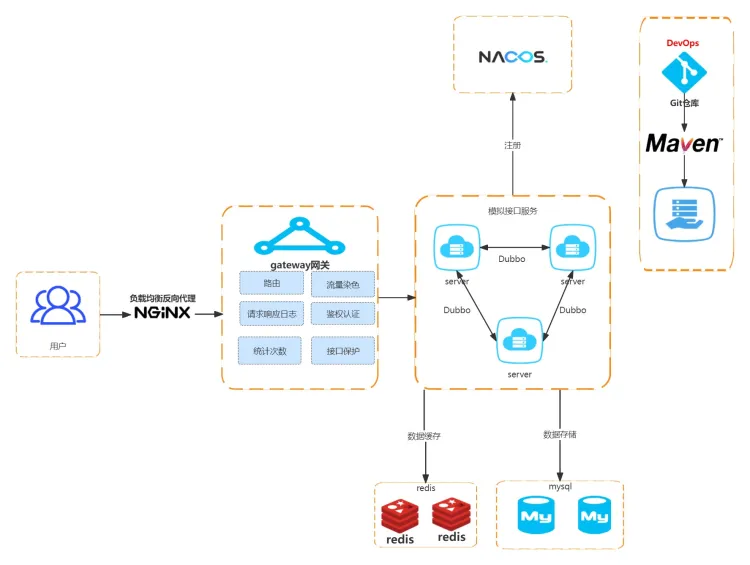 NACOS.
DevOps
Git仓库
Maven™
注册
模拟接口服务
server
Dubbo
server
Dubbo
Dubbo
server
gateway网关
路由
流量染色
请求响应日志
鉴权认证
统计次数
接口保护
负载均衡反向代理
NGINX
用户
数据缓存
数据存储
redis
redis
redis
mysql
My
My